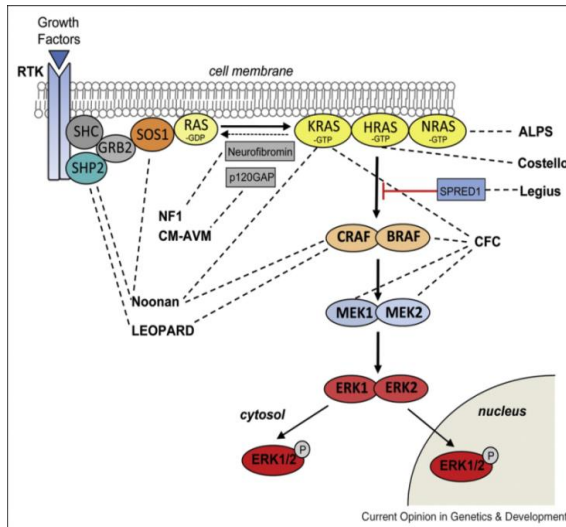 Growth
Factors
RTK
cell membrane
SHC
GRB2
SOS1
RAS
-GDP
KRAS
-GTP
HRAS
-GTP
NRAS
-GTP
ALPS
SHP2
Neurofibromin
p120GAP
Costello
SPRED1
Legius
NF1
CM-AVM
CRAF
BRAF
CFC
Noonan
LEOPARD
MEK1
MEK2
ERK1
ERK2
cytosol
nucleus
ERK1/2
P
ERK1/2
P
Current Opinion in Genetics & Development